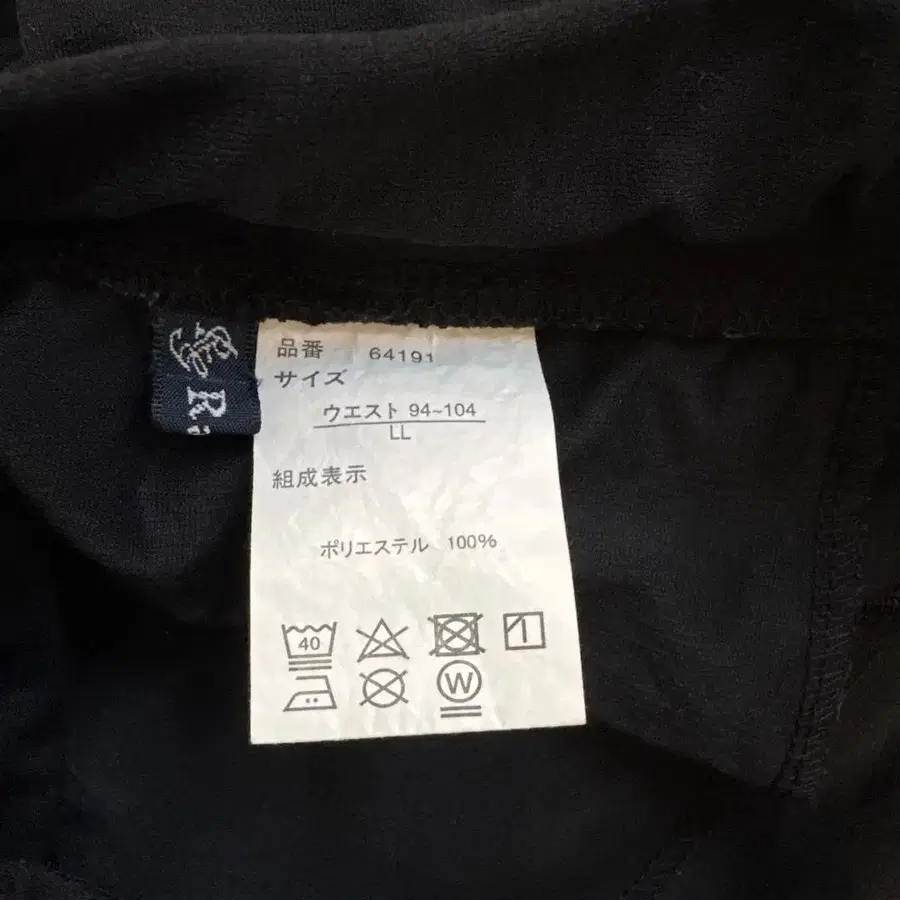 品番 64191
サイズ
ウエスト 94~104
LL
組成表示
ポリエステル 100%
40
W
R